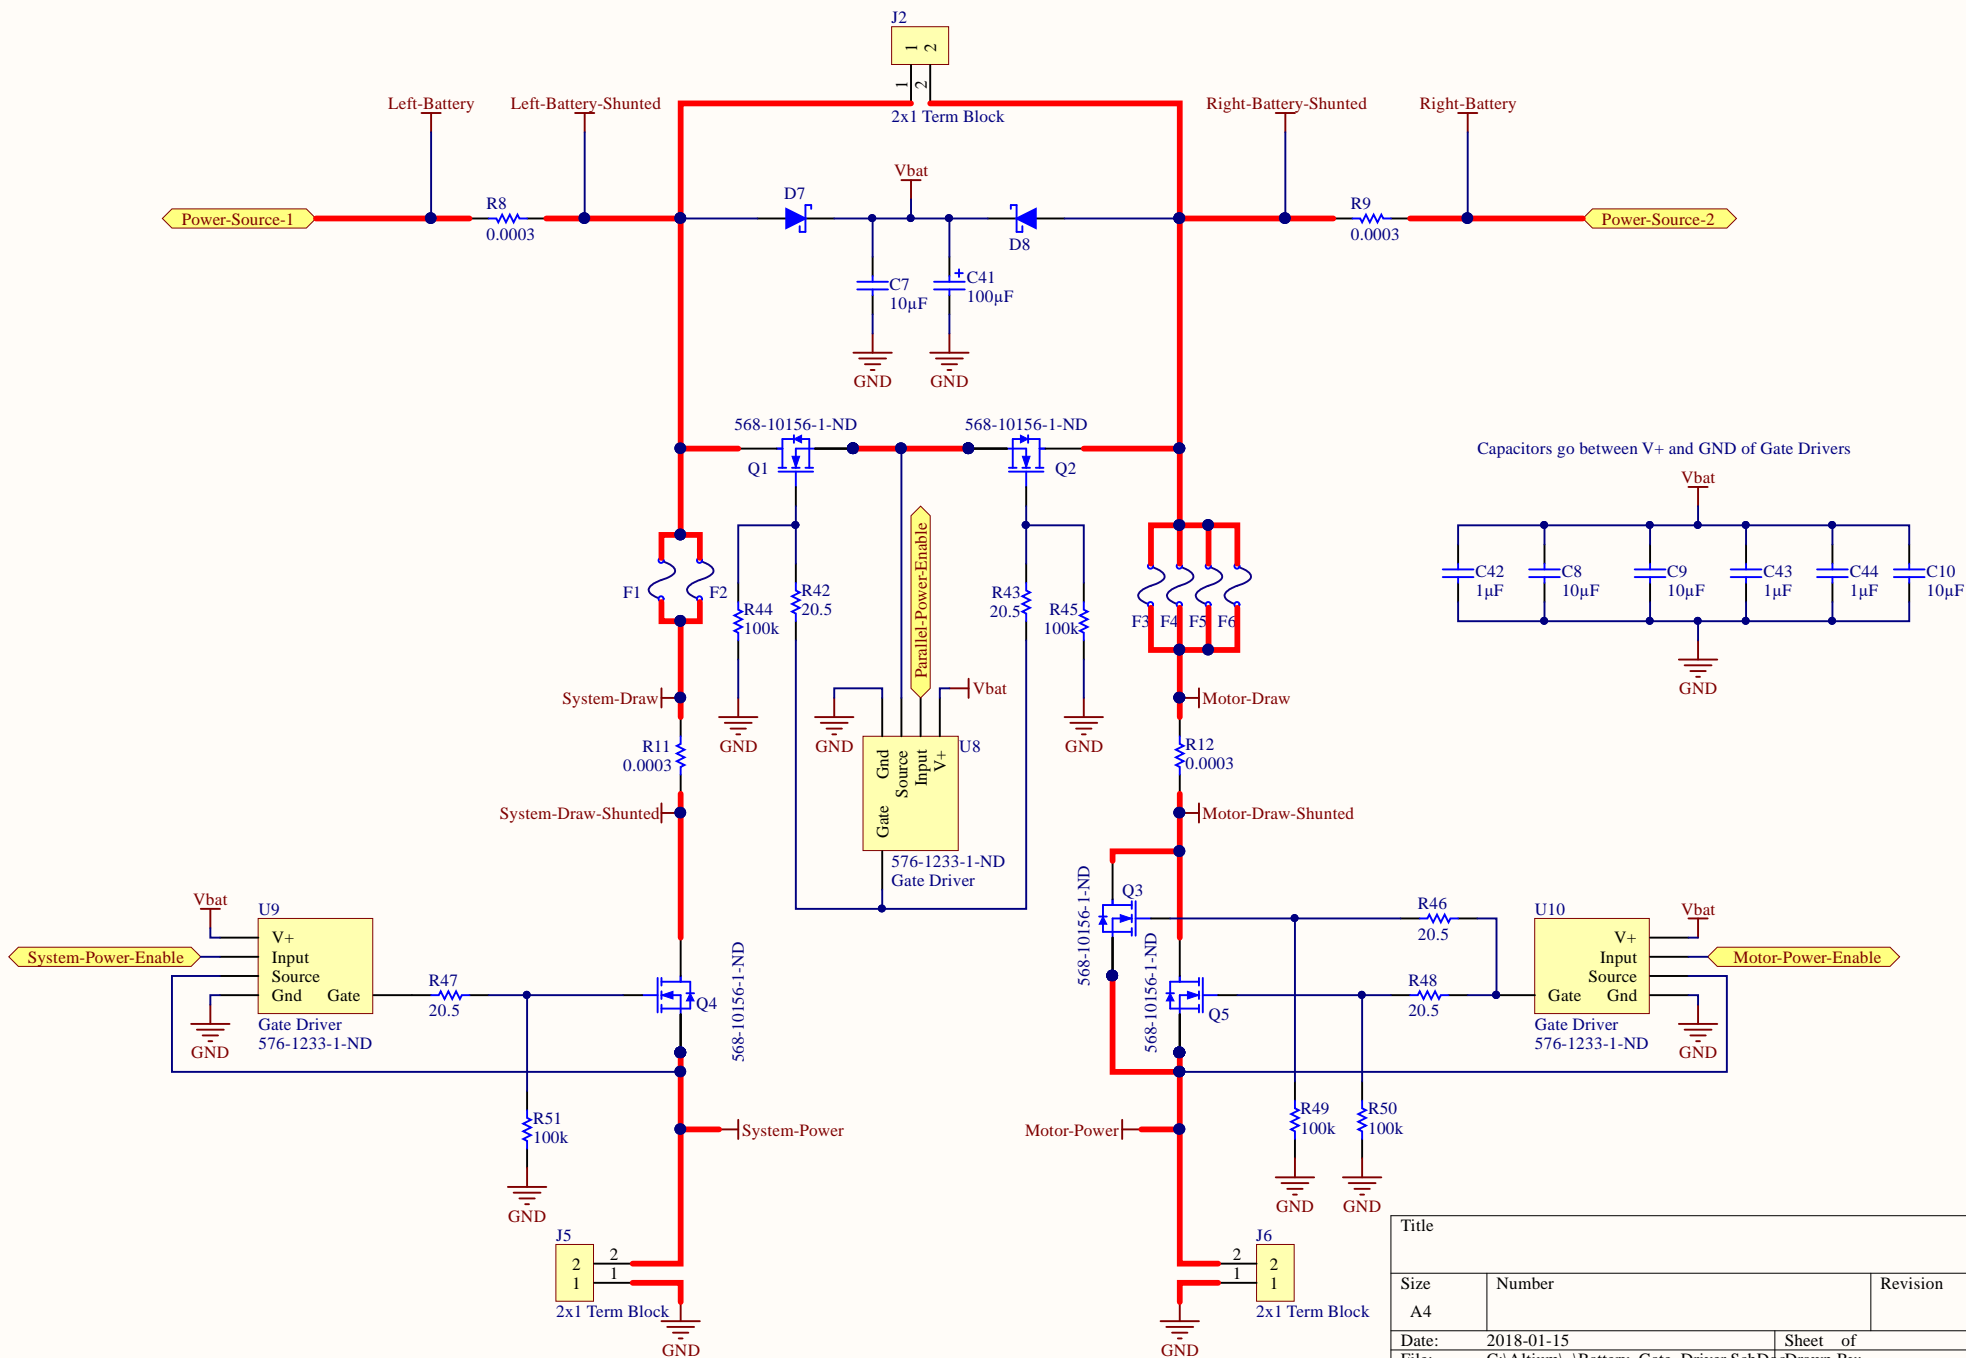 J2
1 2
1 2
2x1 Term Block
Left-Battery
Left-Battery-Shunted
Right-Battery-Shunted
Right-Battery
Vbat
Power-Source-1
R8
0.0003
D7
D8
R9
0.0003
Power-Source-2
C7
10µF
C41
100µF
GND
GND
568-10156-1-ND
568-10156-1-ND
Q1
Q2
Capacitors go between V+ and GND of Gate Drivers
Vbat
C42
1µF
C8
10µF
C9
10µF
C43
1µF
C44
1µF
C10
10µF
GND
F1
F2
R44
100k
R42
20.5
Parallel-Power-Enable
R43
20.5
R45
100k
F3
F4
F5
F6
System-Draw
GND
GND
Vbat
GND
Motor-Draw
R11
0.0003
Gnd
Source
Input
V+
Gate
U8
576-1233-1-ND
Gate Driver
R12
0.0003
System-Draw-Shunted
Motor-Draw-Shunted
Vbat
U9
V+
Input
Source
Gnd
Gate
System-Power-Enable
GND
Gate Driver
576-1233-1-ND
R47
20.5
Q4
568-10156-1-ND
568-10156-1-ND
Q3
568-10156-1-ND
Q5
R46
20.5
R48
20.5
U10
V+
Input
Source
Gate
Gnd
Vbat
Motor-Power-Enable
Gate Driver
576-1233-1-ND
GND
R51
100k
GND
System-Power
Motor-Power
R49
100k
R50
100k
GND
GND
J5
2
1
2
1
2x1 Term Block
GND
J6
2
1
2
1
2x1 Term Block
GND
Title
Size
A4
Number
Revision
Date:
2018-01-15
Sheet of